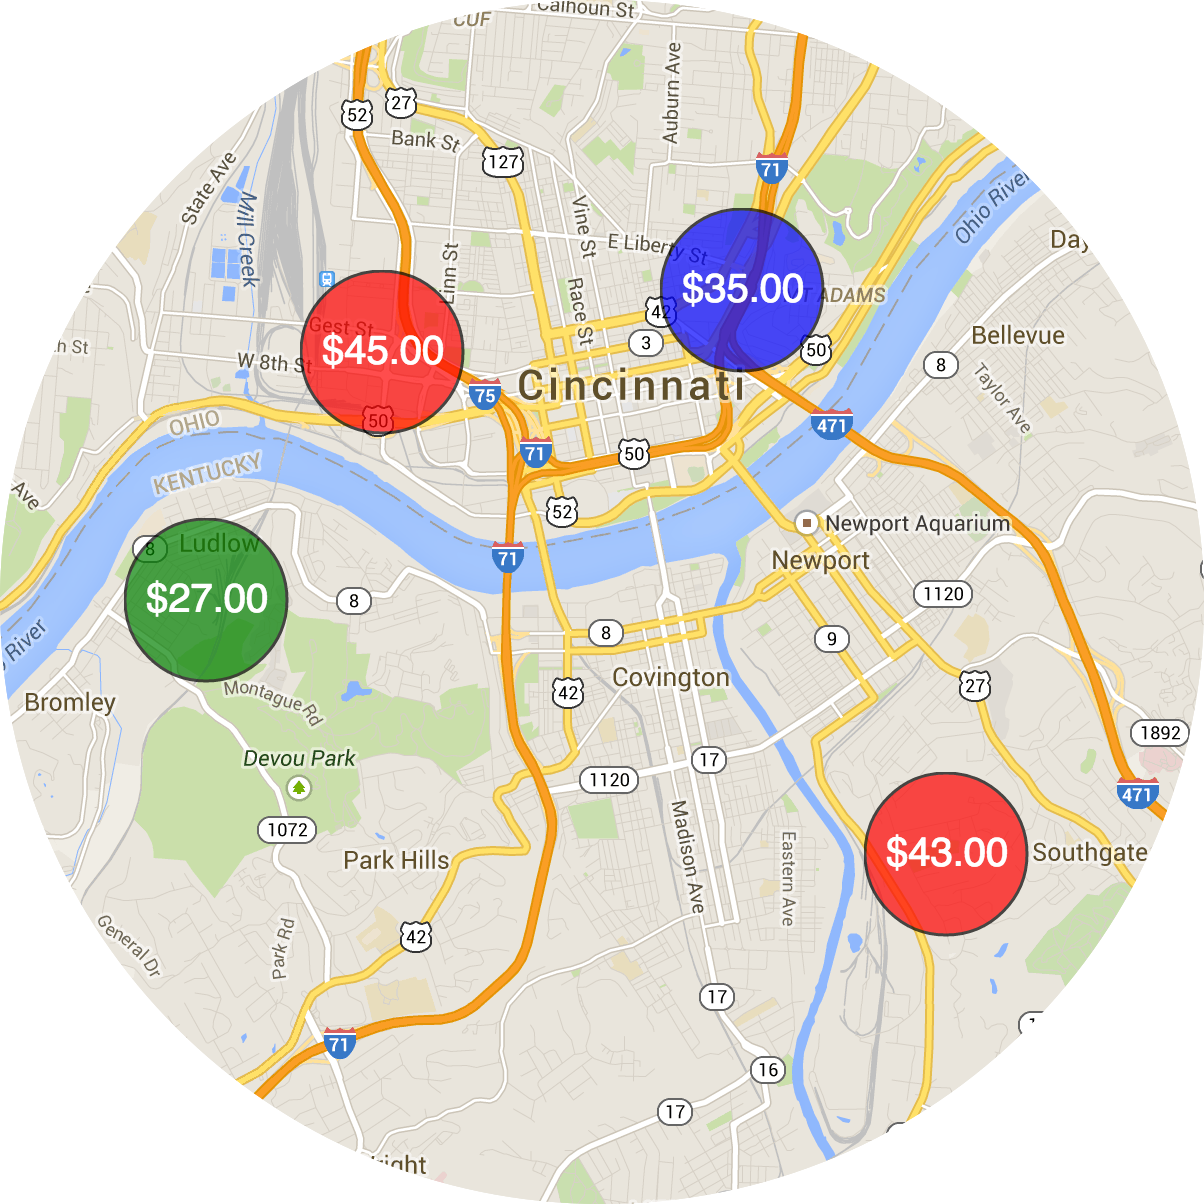 Calhoun St
CUF
27
52
Auburn Ave
Bank St
127
71
State Ave
Mill Creek
Vine St
Ohio River
E Liberty St
Linn St
Day
$35.00
T ADAMS
Race St
42
Gest St
3
Bellevue
$45.00
50
W 8th St
8
Taylor Ave
75
Cincinnati
50
OHIO
471
71
50
KENTUCKY
Ave
52
Newport Aquarium
8
Ludlow
71
Newport
$27.00
8
1120
8
9
River
Covington
Bromley
Montague Rd
42
27
1892
Devou Park
17
1120
471
1072
Madison Ave
Eastern Ave
$43.00
Southgate
Park Hills
General Dr
Park Rd
42
17
71
16
17